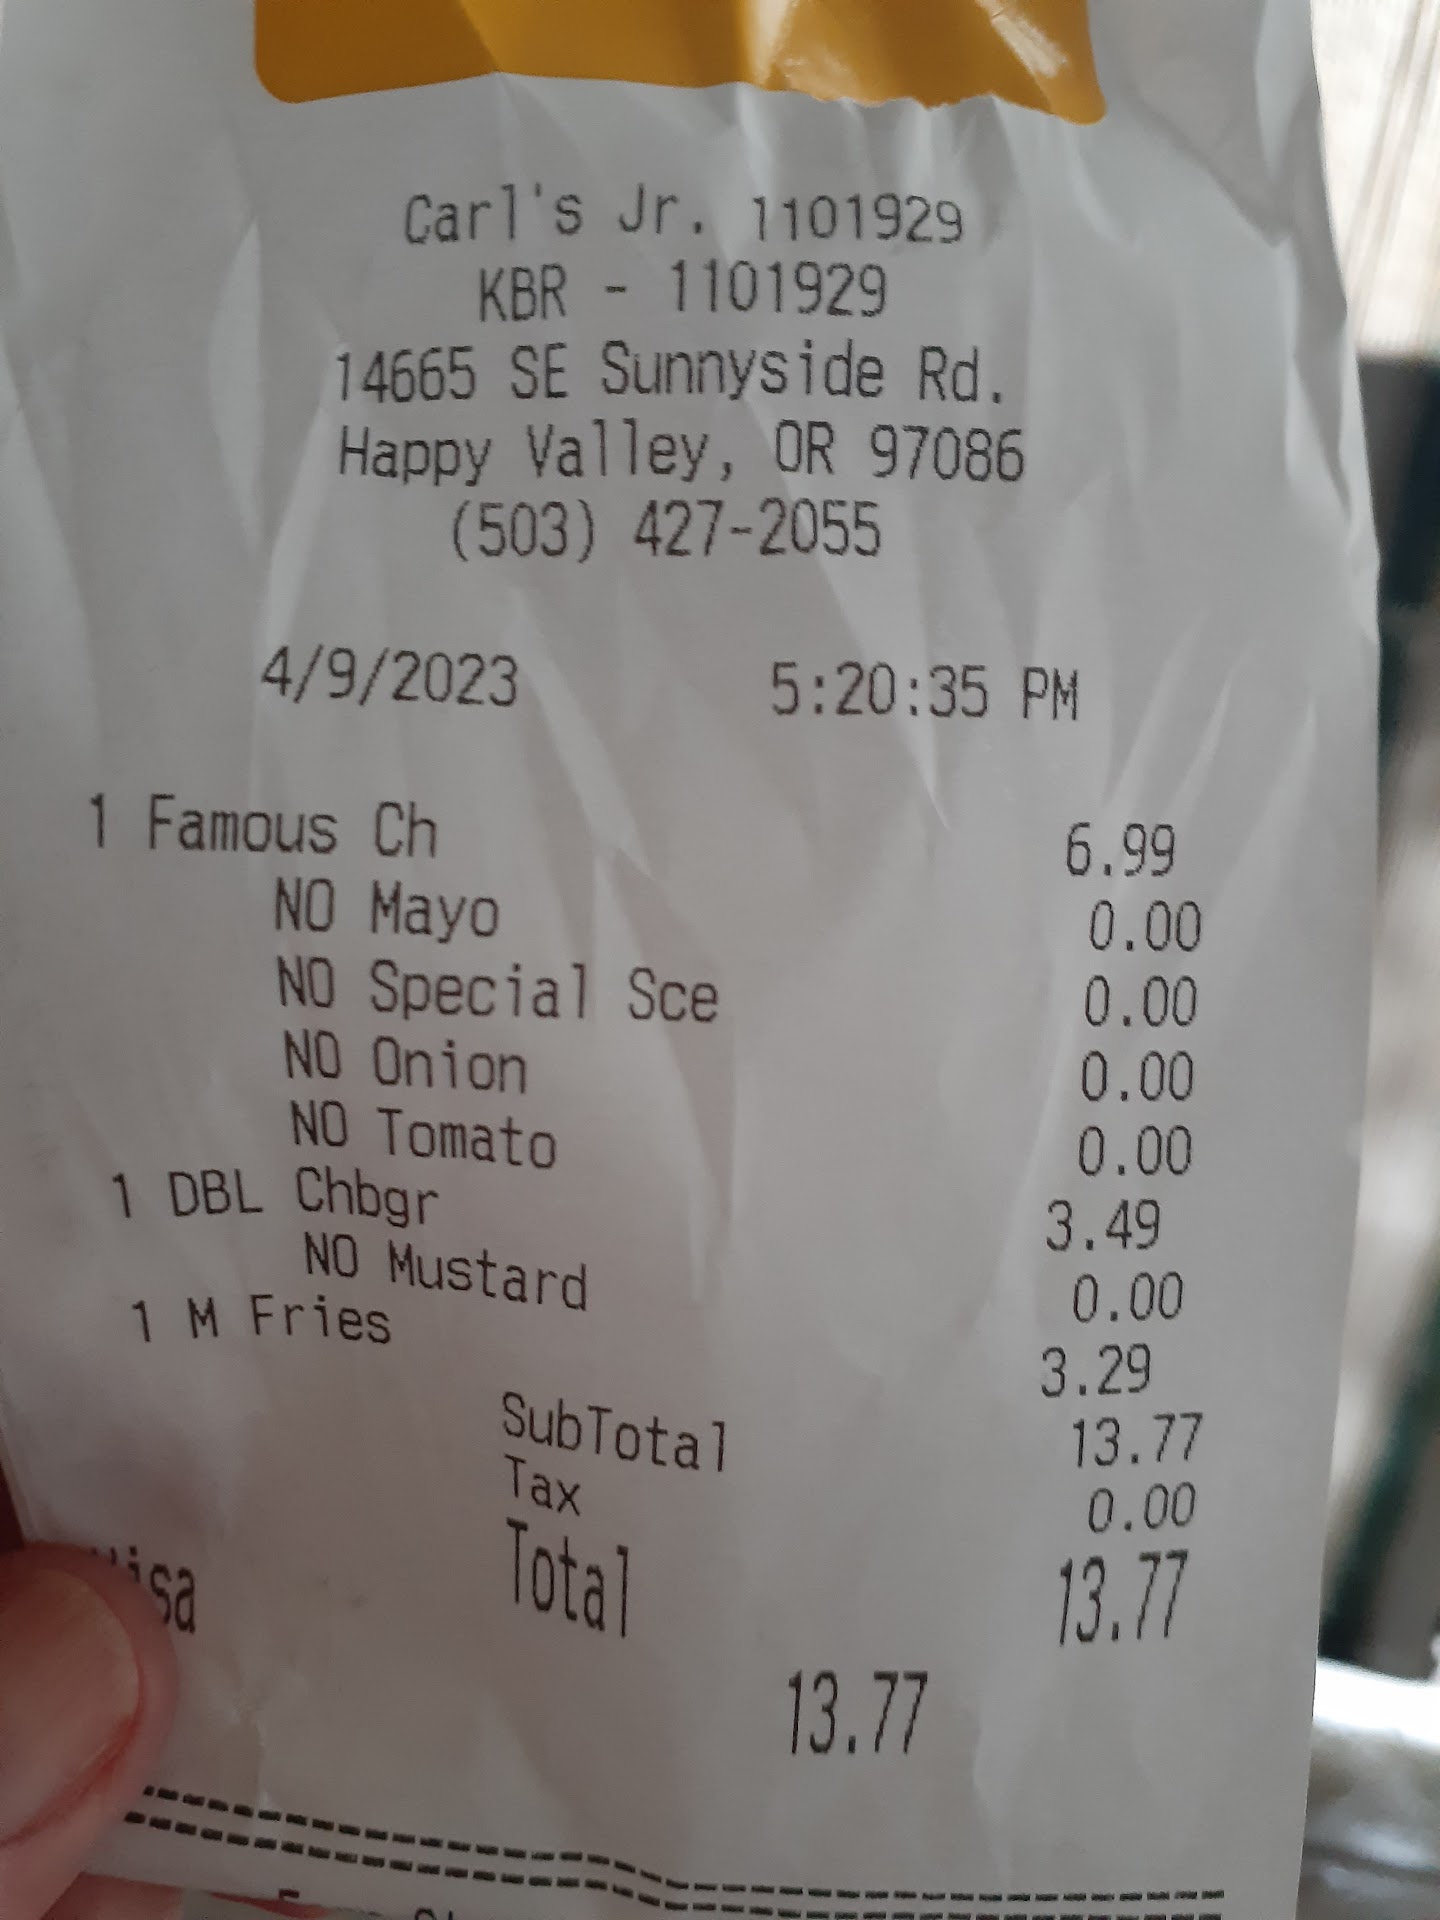 Carl's Jr. 1101929
KBR - 1101929
14665 SE Sunnyside Rd.
Happy Valley, OR 97086
(503) 427-2055
4/9/2023 5:20:35 PM
1 Famous Ch 6.99
NO Mayo 0.00
NO Special Sce 0.00
NO Onion 0.00
NO Tomato 0.00
1 DBL Chbgr 3.49
NO Mustard 0.00
1 M Fries 3.29
SubTotal 13.77
Tax 0.00
Total 13.77
Visa 13.77